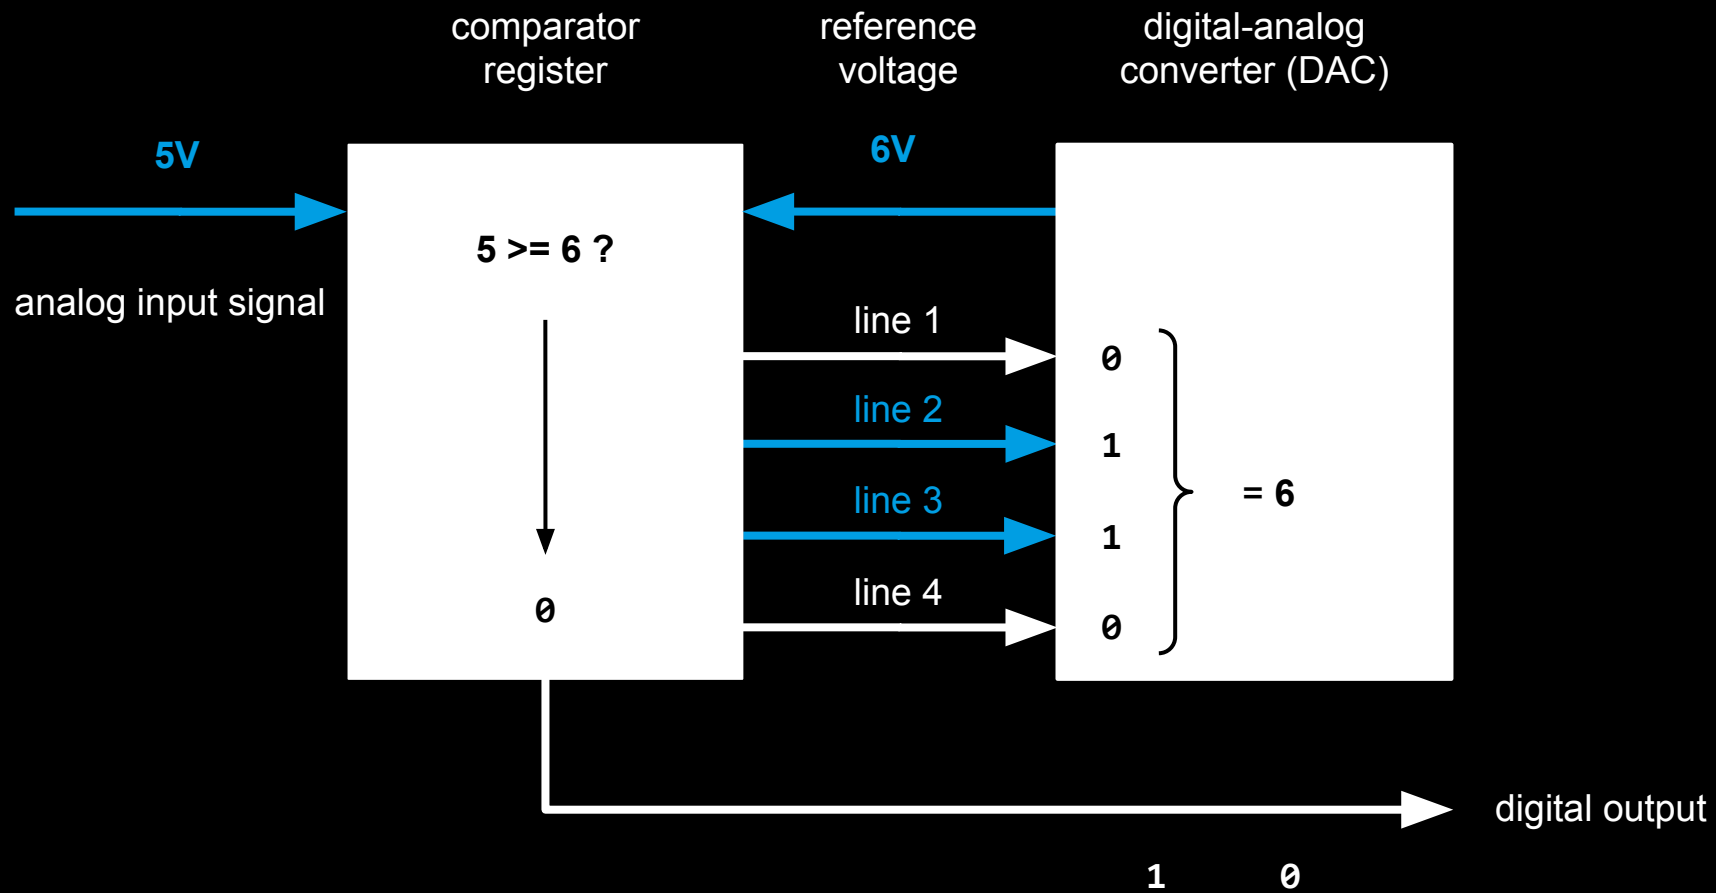 comparator
register
reference
voltage
digital-analog
converter (DAC)
5V
6V
5 >= 6 ?
analog input signal
line 1
0
line 2
1
line 3
= 6
1
line 4
0
0
digital output
1 0